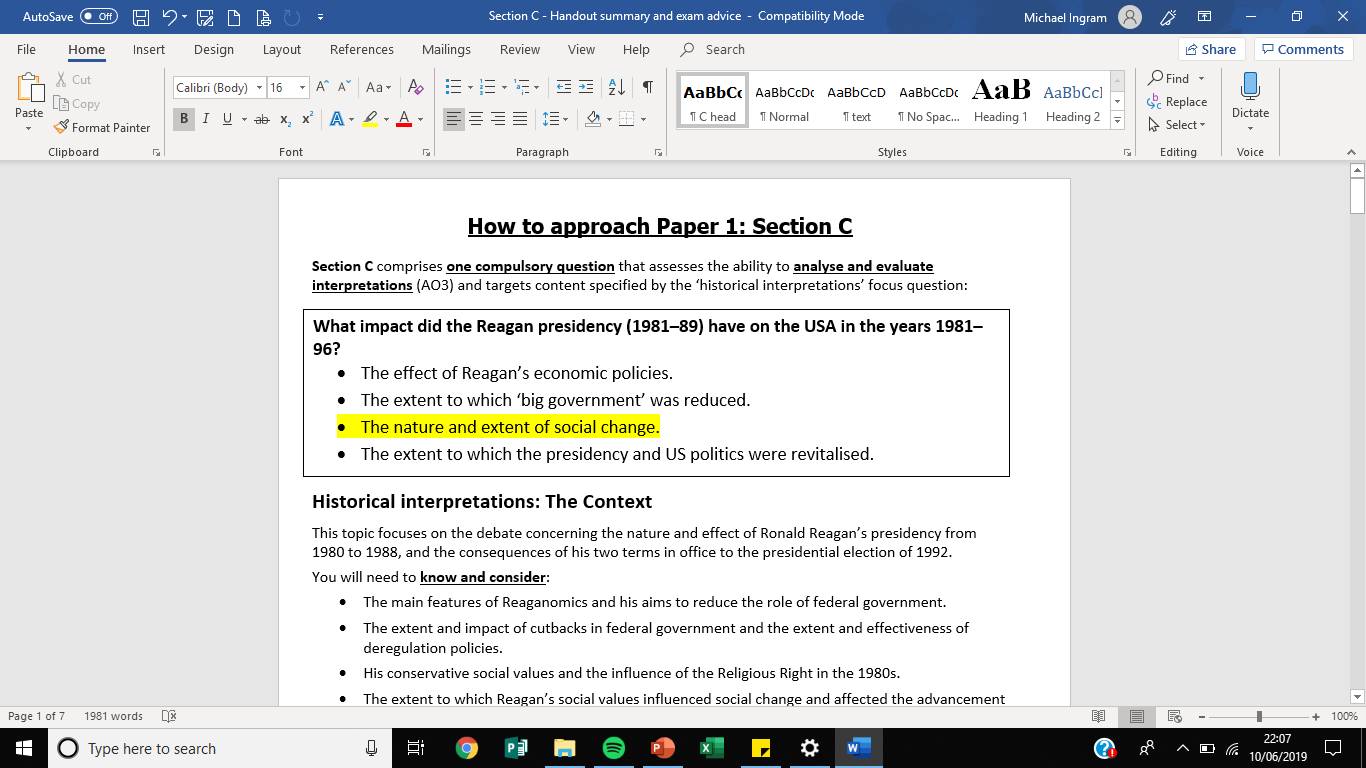 AutoSave Off
Section C - Handout summary and exam advice - Compatibility Mode
Michael Ingram
File Home Insert Design Layout References Mailings Review View Help Search
Share Comments
Paste
Cut
Copy
Format Painter
Clipboard
Calibri (Body) 16
Font
Paragraph
AaBbCc AaBbCcDc AaBbCcD AaBbCcDc AaB AaBbCcI
¶ C head ¶ Normal ¶ text ¶ No Spac... Heading 1 Heading 2
Styles
Find
Replace
Select
Editing
Dictate
Voice
How to approach Paper 1: Section C
Section C comprises one compulsory question that assesses the ability to analyse and evaluate
interpretations (AO3) and targets content specified by the ‘historical interpretations’ focus question:
What impact did the Reagan presidency (1981–89) have on the USA in the years 1981–
96?
• The effect of Reagan’s economic policies.
• The extent to which ‘big government’ was reduced.
• The nature and extent of social change.
• The extent to which the presidency and US politics were revitalised.
Historical interpretations: The Context
This topic focuses on the debate concerning the nature and effect of Ronald Reagan’s presidency from
1980 to 1988, and the consequences of his two terms in office to the presidential election of 1992.
You will need to know and consider:
• The main features of Reaganomics and his aims to reduce the role of federal government.
• The extent and impact of cutbacks in federal government and the extent and effectiveness of
deregulation policies.
• His conservative social values and the influence of the Religious Right in the 1980s.
• The extent to which Reagan’s social values influenced social change and affected the advancement
Page 1 of 7 1981 words
100%
Type here to search
22:07
10/06/2019